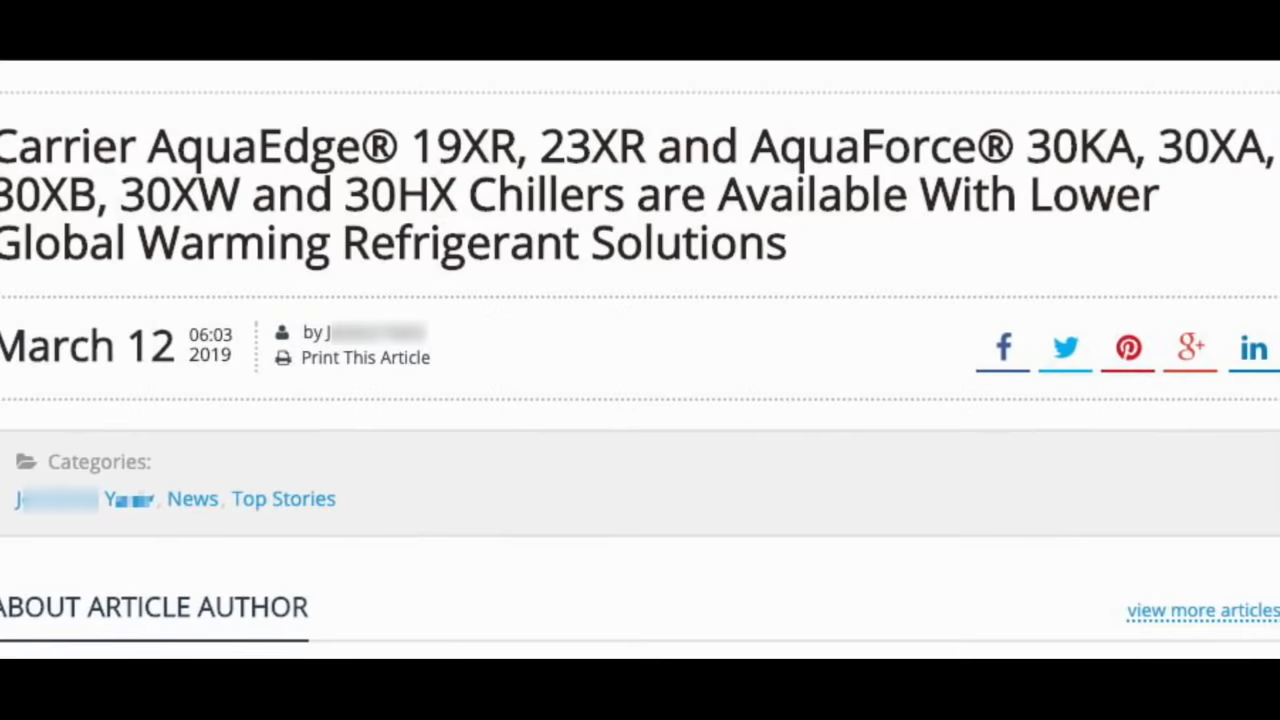 Carrier AquaEdge® 19XR, 23XR and AquaForce® 30KA, 30XA,
30XB, 30XW and 30HX Chillers are Available With Lower
Global Warming Refrigerant Solutions
March 12 06:03
2019
by J
Print This Article
f g+ in
Categories:
J Y , News, Top Stories
ABOUT ARTICLE AUTHOR
view more articles